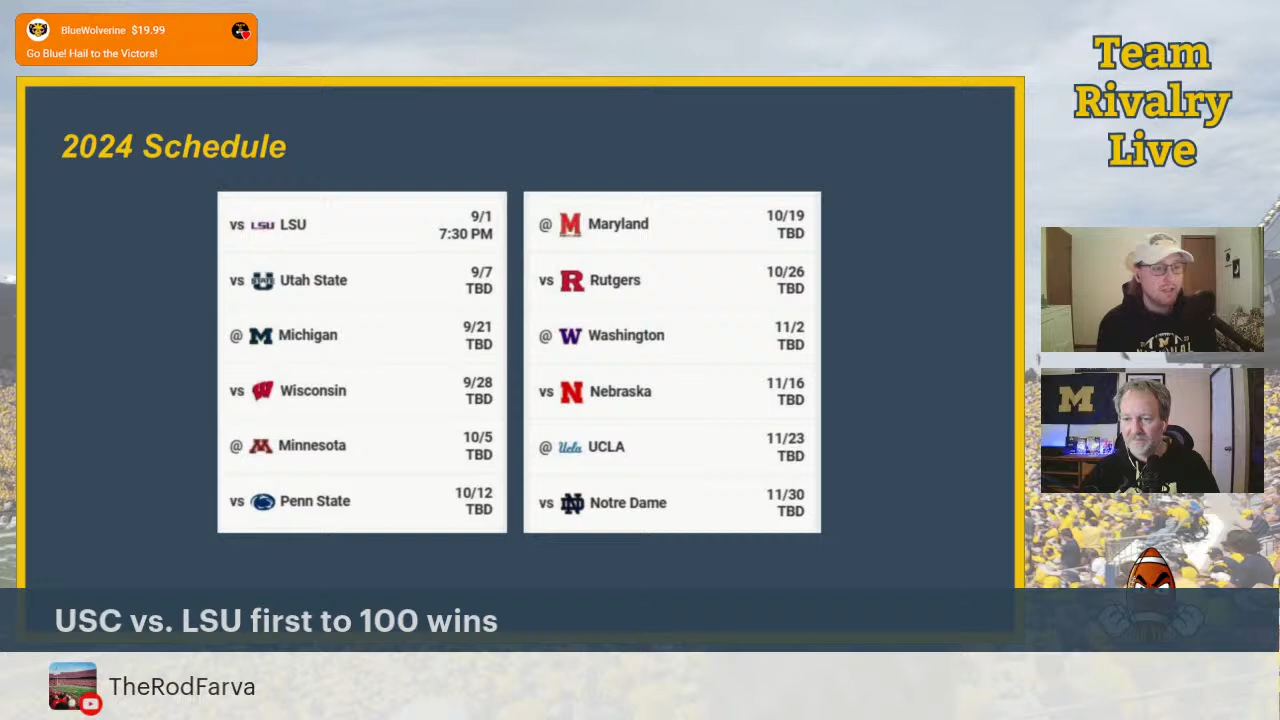 BlueWolverine $19.99
Go Blue! Hail to the Victors!
Team
Rivalry
Live
2024 Schedule
vs LSU LSU 9/1
7:30 PM
vs Utah State 9/7
TBD
@ M Michigan 9/21
TBD
vs W Wisconsin 9/28
TBD
@ M Minnesota 10/5
TBD
vs Penn State 10/12
TBD
@ M Maryland 10/19
TBD
vs R Rutgers 10/26
TBD
@ W Washington 11/2
TBD
vs N Nebraska 11/16
TBD
@ Ucla UCLA 11/23
TBD
vs ND Notre Dame 11/30
TBD
M
M
USC vs. LSU first to 100 wins
TheRodFarva